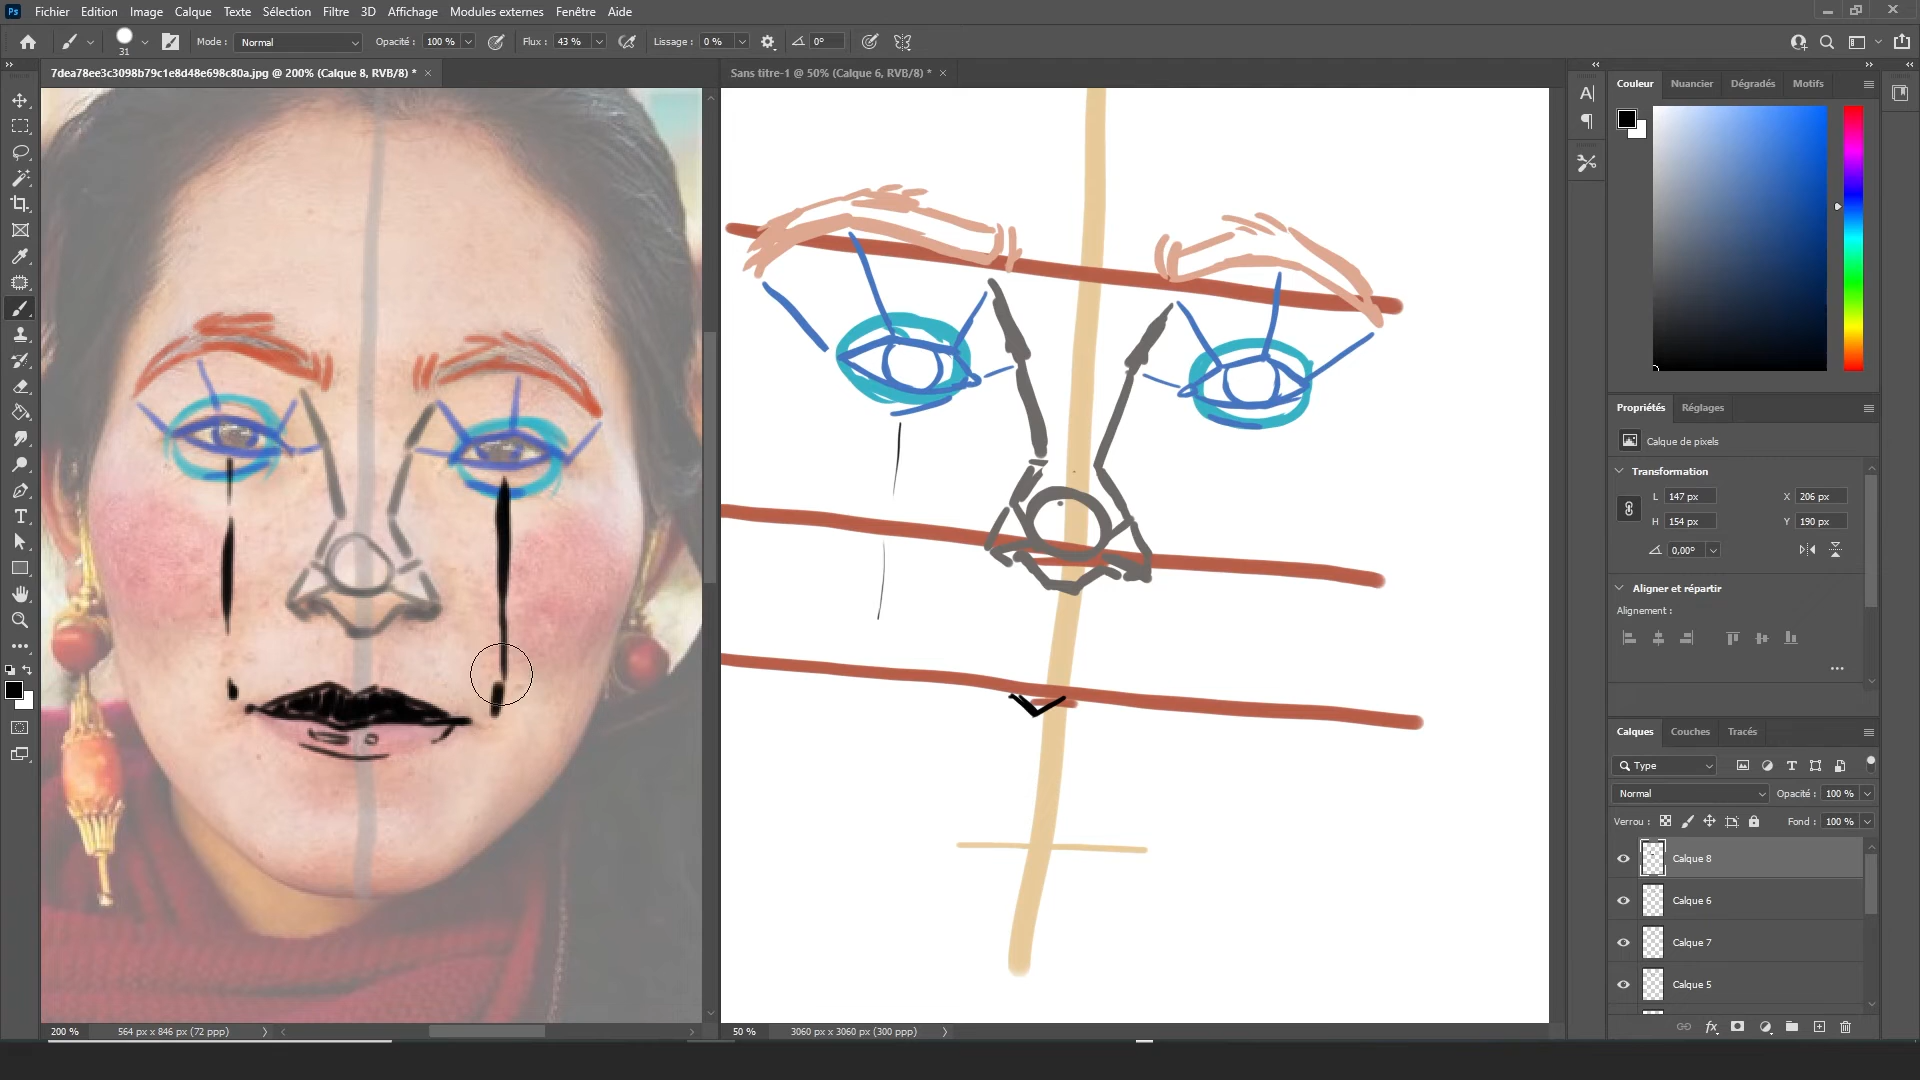 Ps Fichier Edition Image Calque Texte Sélection Filtre 3D Affichage Modules externes Fenêtre Aide
31 Mode : Normal Opacité : 100 % Flux : 43 % Lissage : 0 % 0°
7dea78ee3c3098b79c1e8d48e698c80a.jpg @ 200% (Calque 8, RVB/8) * ×
Sans titre-1 @ 50% (Calque 6, RVB/8) * ×
Couleur Nuancier Dégradés Motifs
Propriétés Réglages
Calque de pixels
Transformation
L 147 px X 206 px
H 154 px Y 190 px
0,00°
Aligner et répartir
Alignement :
Calques Couches Tracés
Type
Normal Opacité : 100 %
Verrou : Fond : 100 %
Calque 8
Calque 6
Calque 7
Calque 5
200 % 564 px x 846 px (72 ppp)
50 % 3060 px x 3060 px (300 ppp)